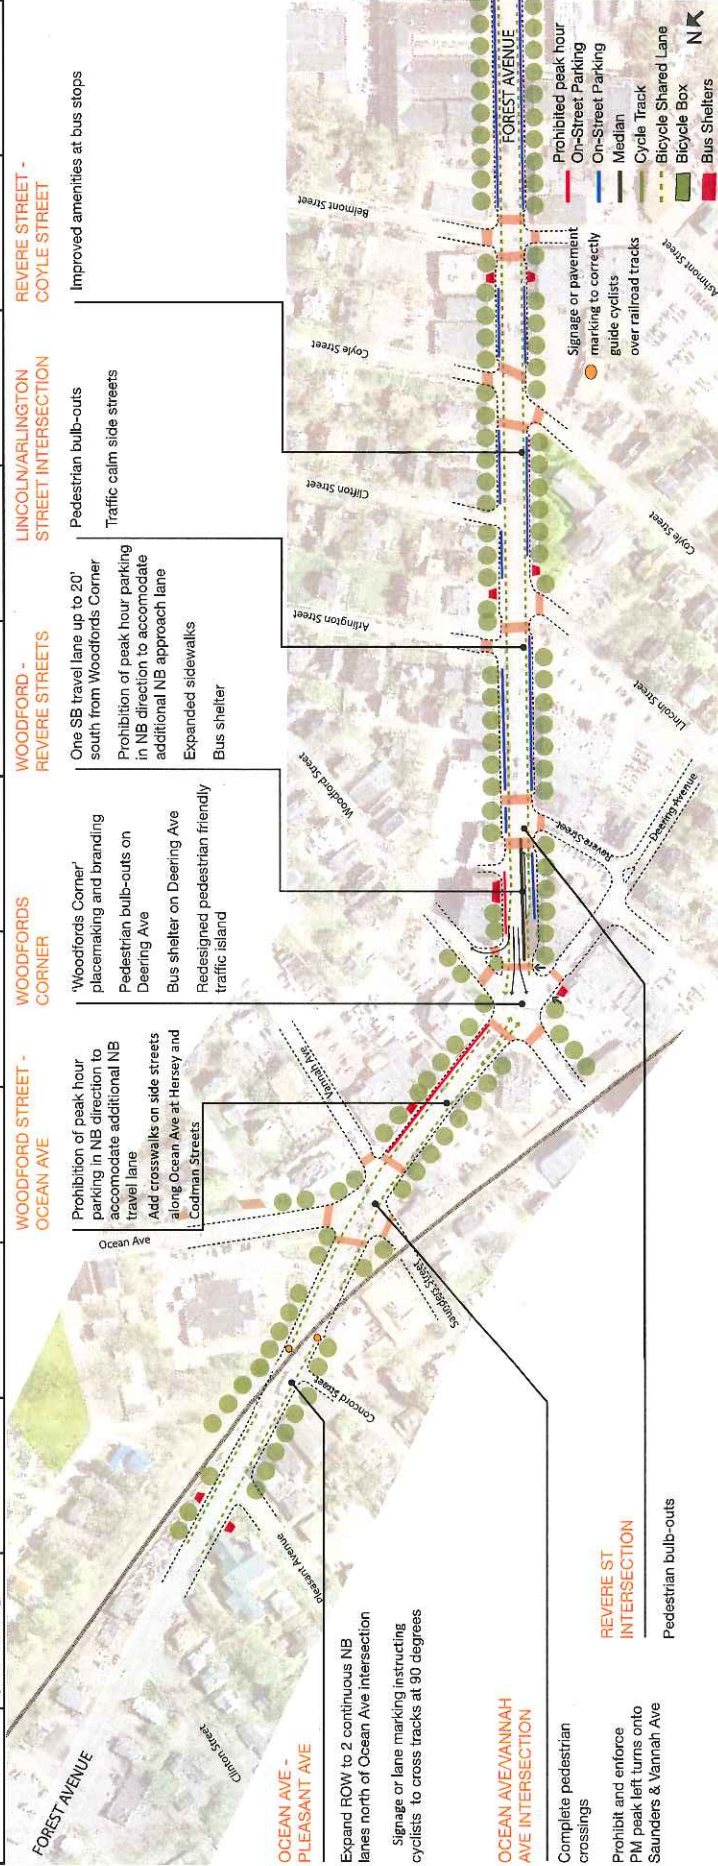 WOODFORD STREET -
OCEAN AVE
Prohibition of peak hour
parking in NB direction to
accomodate additional NB
travel lane
Add crosswalks on side streets
along Ocean Ave at Hersey and
Codman Streets
WOODFORDS
CORNER
'Woodfords Corner'
placemaking and branding
Pedestrian bulb-outs on
Deering Ave
Bus shelter on Deering Ave
Redesigned pedestrian friendly
traffic island
WOODFORD -
REVERE STREETS
One SB travel lane up to 20'
south from Woodfords Corner
Prohibition of peak hour parking
in NB direction to accomodate
additional NB approach lane
Expanded sidewalks
Bus shelter
LINCOLN/ARLINGTON
STREET INTERSECTION
Pedestrian bulb-outs
Traffic calm side streets
REVERE STREET -
COYLE STREET
Improved amenities at bus stops
FOREST AVENUE
Clinton Street
Pleasant Avenue
Concord Street
Ocean Ave
Saunders Street
Vannah Ave
Woodford Street
Revere Street
Deering Avenue
Arlington Street
Lincoln Street
Clifton Street
Coyle Street
Coyle Street
Belmont Street
Ashmont Street
FOREST AVENUE
Signage or pavement
marking to correctly
guide cyclists
over railroad tracks
Prohibited peak hour
On-Street Parking
On-Street Parking
Median
Cycle Track
Bicycle Shared Lane
Bicycle Box
Bus Shelters
N
OCEAN AVE -
PLEASANT AVE
Expand ROW to 2 continuous NB
lanes north of Ocean Ave intersection
Signage or lane marking instructing
cyclists to cross tracks at 90 degrees
OCEAN AVE/VANNAH
AVE INTERSECTION
Complete pedestrian
crossings
Prohibit and enforce
PM peak left turns onto
Saunders & Vannah Ave
REVERE ST
INTERSECTION
Pedestrian bulb-outs